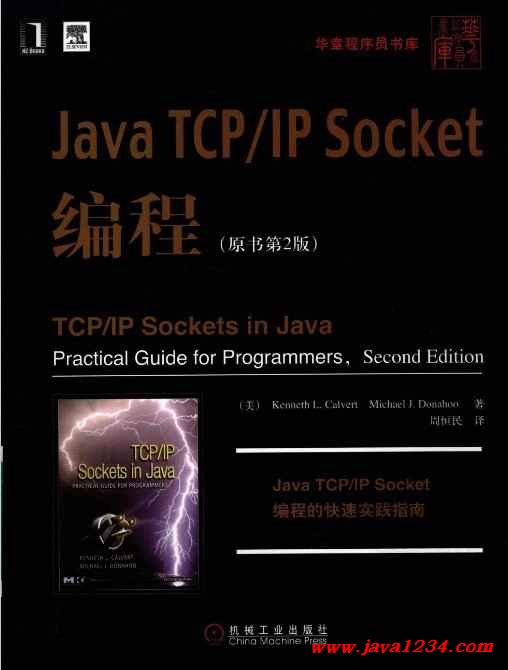 HZ Books
ELSEVIER
华章程序员书库
Java TCP/IP Socket
编程
(原书第2版)
TCP/IP Sockets in Java
Practical Guide for Programmers, Second Edition
(美) Kenneth L. Calvert Michael J. Donahoo 著
周恒民 译
TCP/IP
Sockets in Java
PRACTICAL GUIDE FOR PROGRAMMERS
KENNETH L. CALVERT
MICHAEL J. DONAHOO
Java TCP/IP Socket
编程的快速实践指南
机械工业出版社
China Machine Press
www.java1234.com